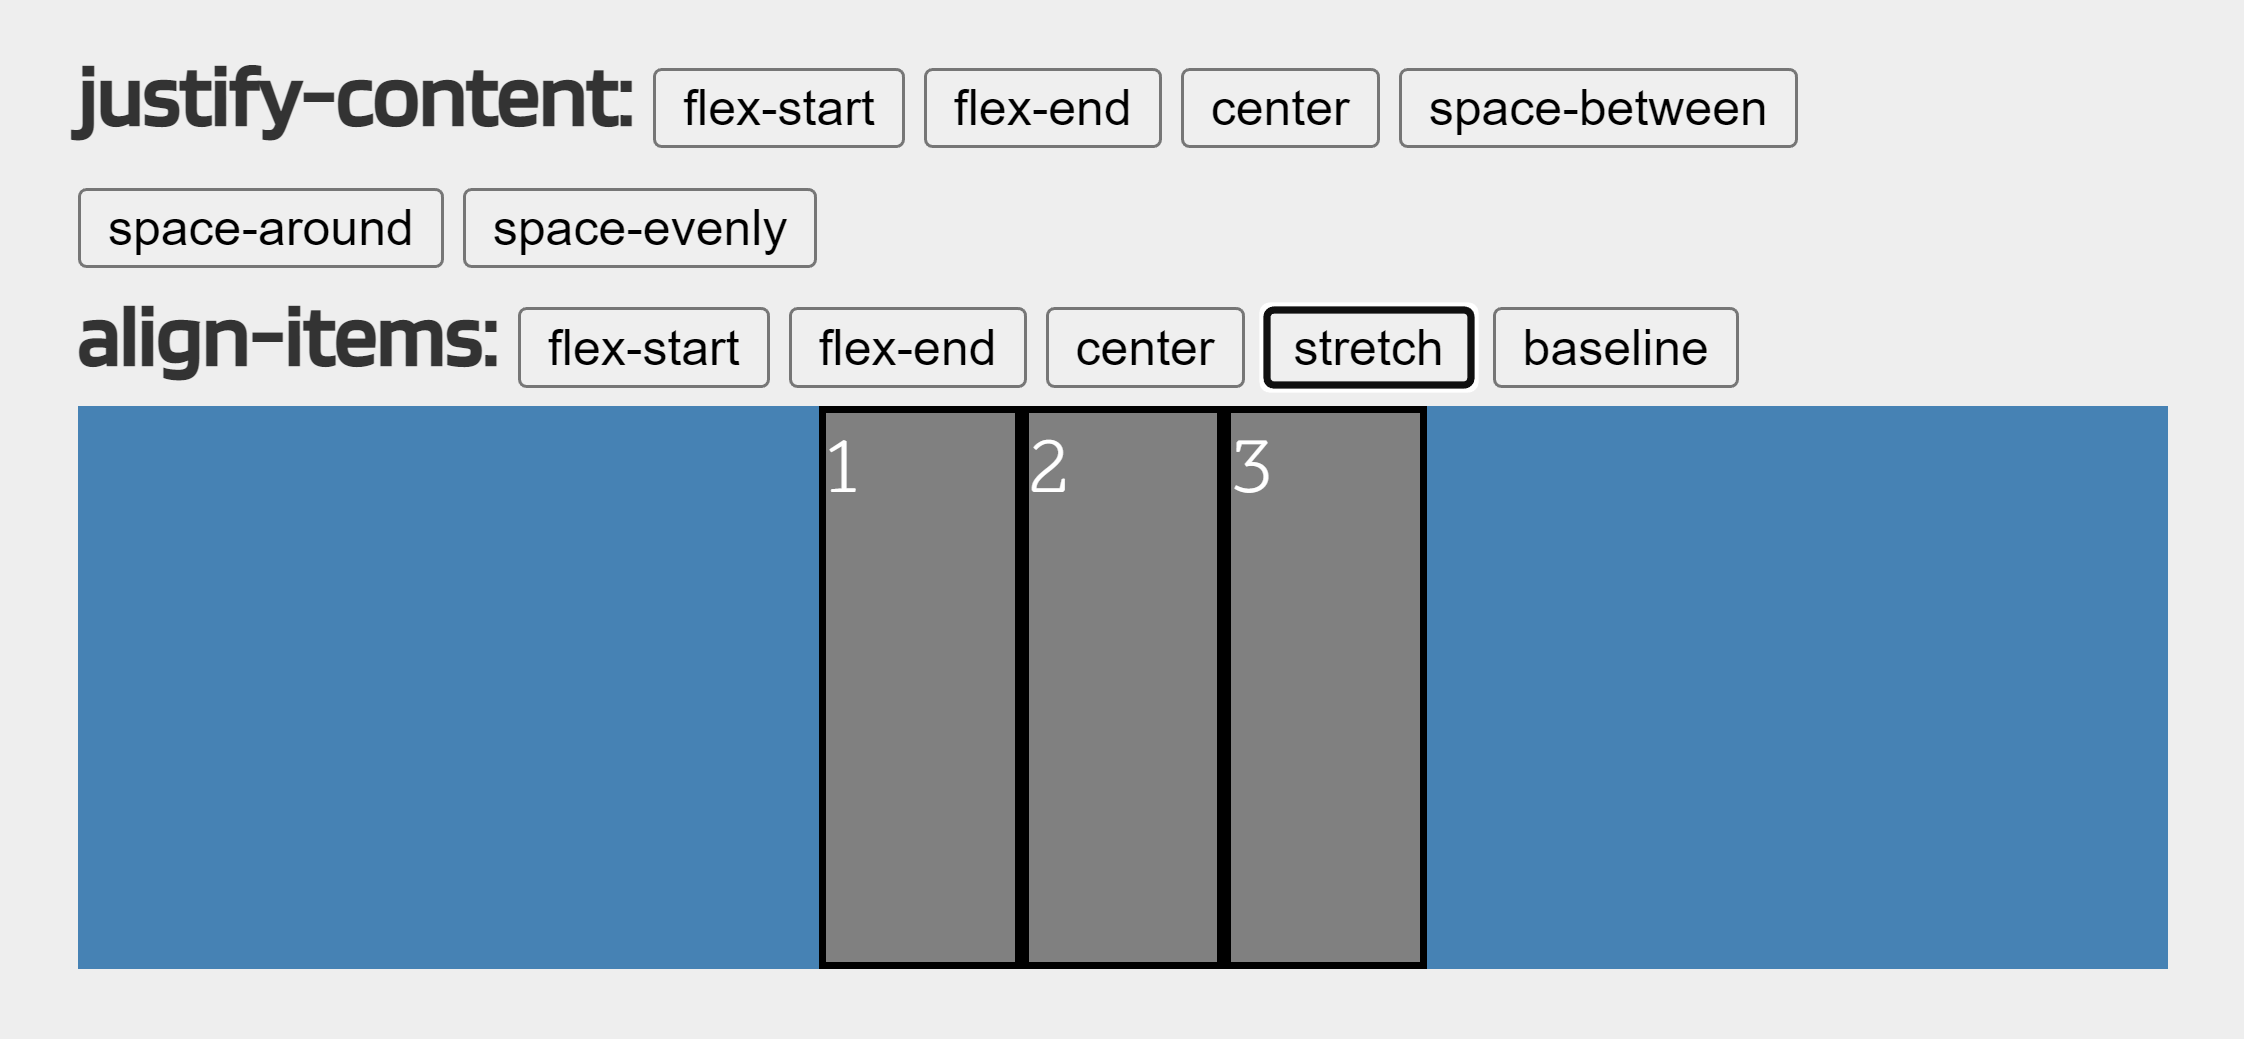 justify-content: flex-start flex-end center space-between
space-around space-evenly
align-items: flex-start flex-end center stretch baseline
1 2 3